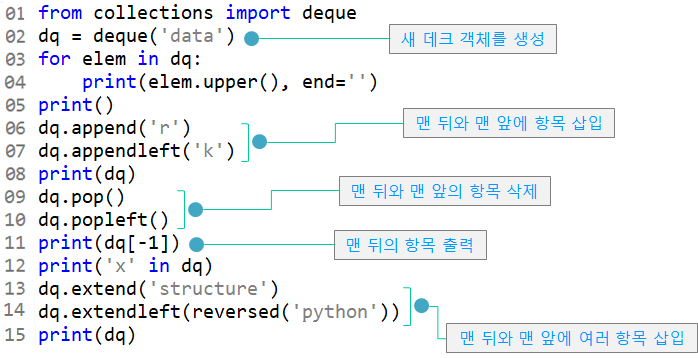 01 from collections import deque
02 dq = deque('data')
새 데크 객체를 생성
03 for elem in dq:
04     print(elem.upper(), end='')
05 print()
06 dq.append('r')
맨 뒤와 맨 앞에 항목 삽입
07 dq.appendleft('k')
08 print(dq)
09 dq.pop()
맨 뒤와 맨 앞의 항목 삭제
10 dq.popleft()
11 print(dq[-1])
맨 뒤의 항목 출력
12 print('x' in dq)
13 dq.extend('structure')
14 dq.extendleft(reversed('python'))
15 print(dq)
맨 뒤와 맨 앞에 여러 항목 삽입